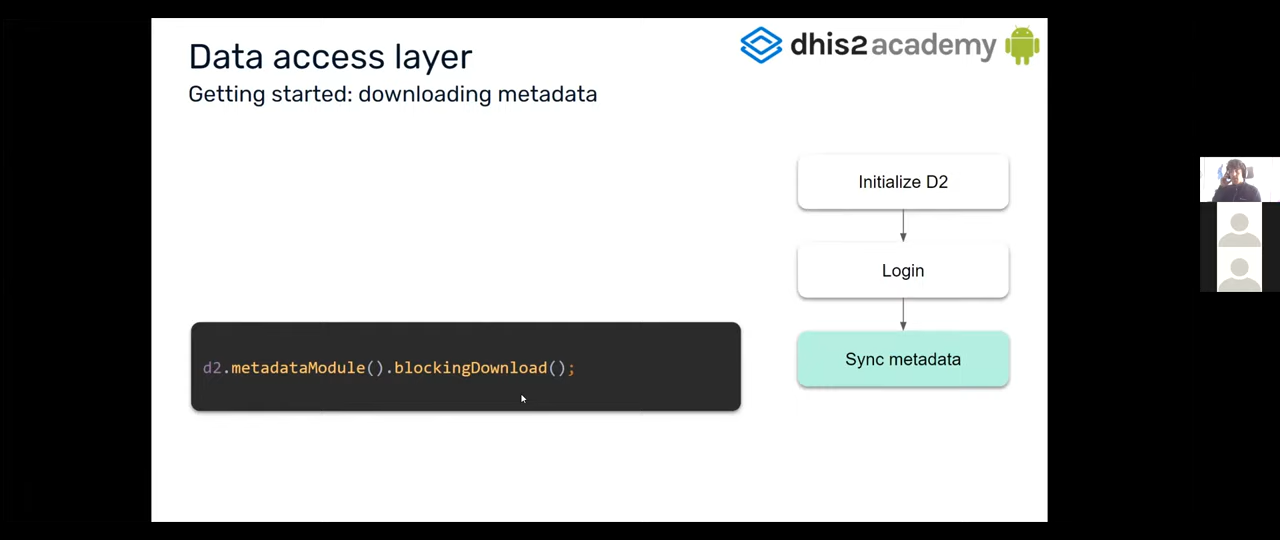 Data access layer
dhis2 academy
Getting started: downloading metadata
Initialize D2
Login
Sync metadata
d2.metadataModule().blockingDownload();